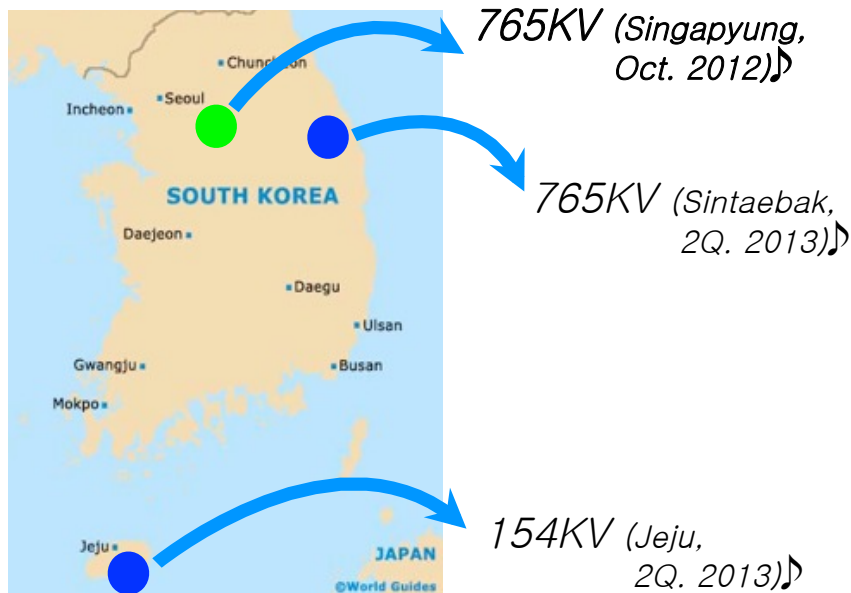 765KV (Singapyung,
Oct. 2012)♪
Chuncheon
Seoul
Incheon
765KV (Sintaebak,
2Q. 2013)♪
SOUTH KOREA
Daejeon
Daegu
Ulsan
Gwangju
Busan
Mokpo
154KV (Jeju,
2Q. 2013)♪
Jeju
JAPAN
©World Guides